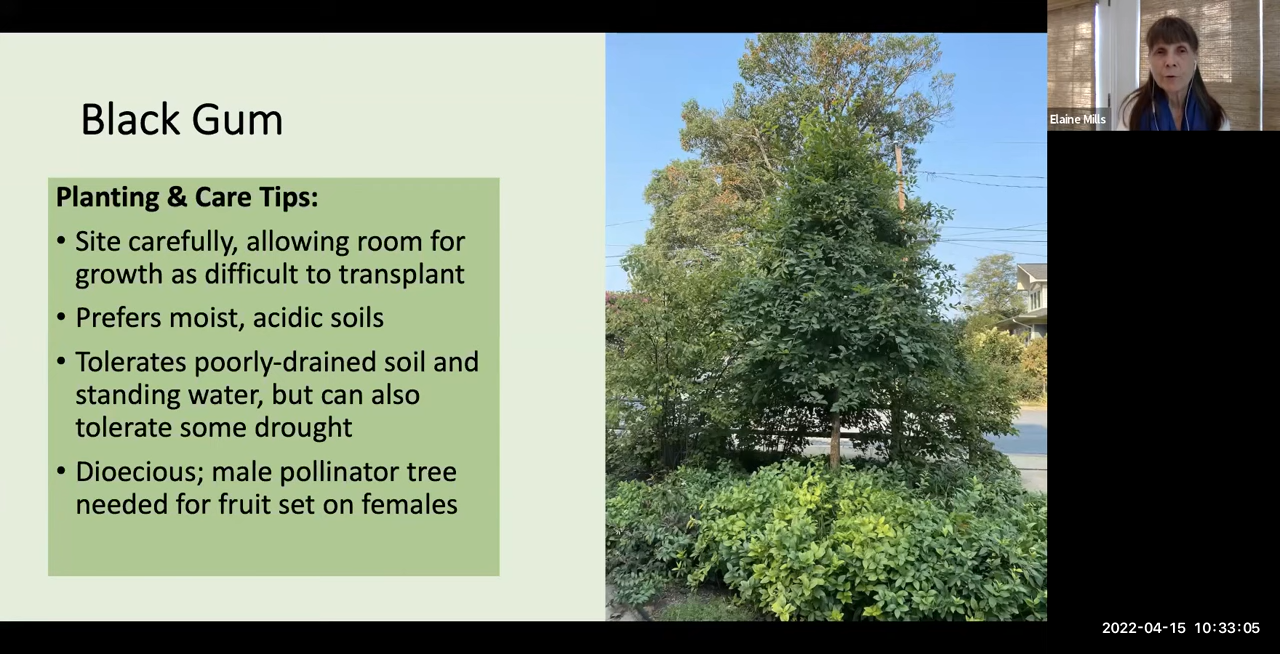 Black Gum
Planting & Care Tips:
• Site carefully, allowing room for
growth as difficult to transplant
• Prefers moist, acidic soils
• Tolerates poorly-drained soil and
standing water, but can also
tolerate some drought
• Dioecious; male pollinator tree
needed for fruit set on females
Elaine Mills
2022-04-15 10:33:05